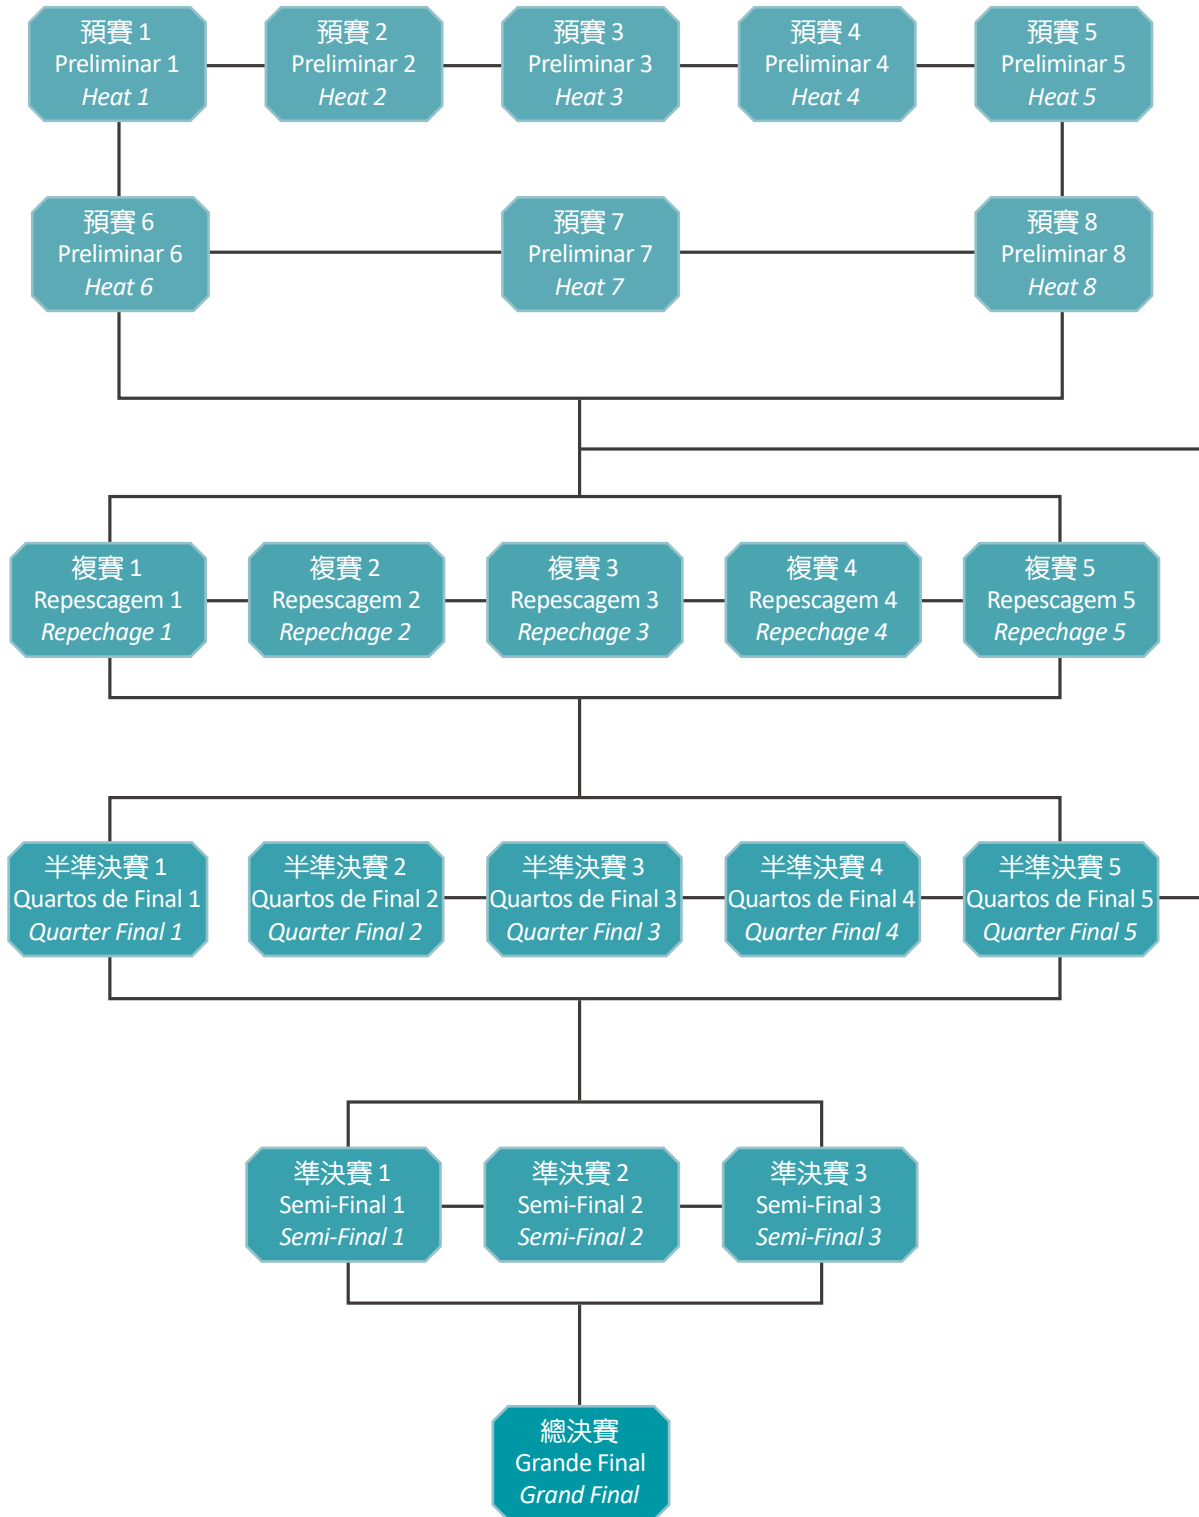 預賽 1
Preliminar 1
Heat 1
預賽 2
Preliminar 2
Heat 2
預賽 3
Preliminar 3
Heat 3
預賽 4
Preliminar 4
Heat 4
預賽 5
Preliminar 5
Heat 5
預賽 6
Preliminar 6
Heat 6
預賽 7
Preliminar 7
Heat 7
預賽 8
Preliminar 8
Heat 8
複賽 1
Repescagem 1
Repechage 1
複賽 2
Repescagem 2
Repechage 2
複賽 3
Repescagem 3
Repechage 3
複賽 4
Repescagem 4
Repechage 4
複賽 5
Repescagem 5
Repechage 5
半準決賽 1
Quartos de Final 1
Quarter Final 1
半準決賽 2
Quartos de Final 2
Quarter Final 2
半準決賽 3
Quartos de Final 3
Quarter Final 3
半準決賽 4
Quartos de Final 4
Quarter Final 4
半準決賽 5
Quartos de Final 5
Quarter Final 5
準決賽 1
Semi-Final 1
Semi-Final 1
準決賽 2
Semi-Final 2
Semi-Final 2
準決賽 3
Semi-Final 3
Semi-Final 3
總決賽
Grande Final
Grand Final